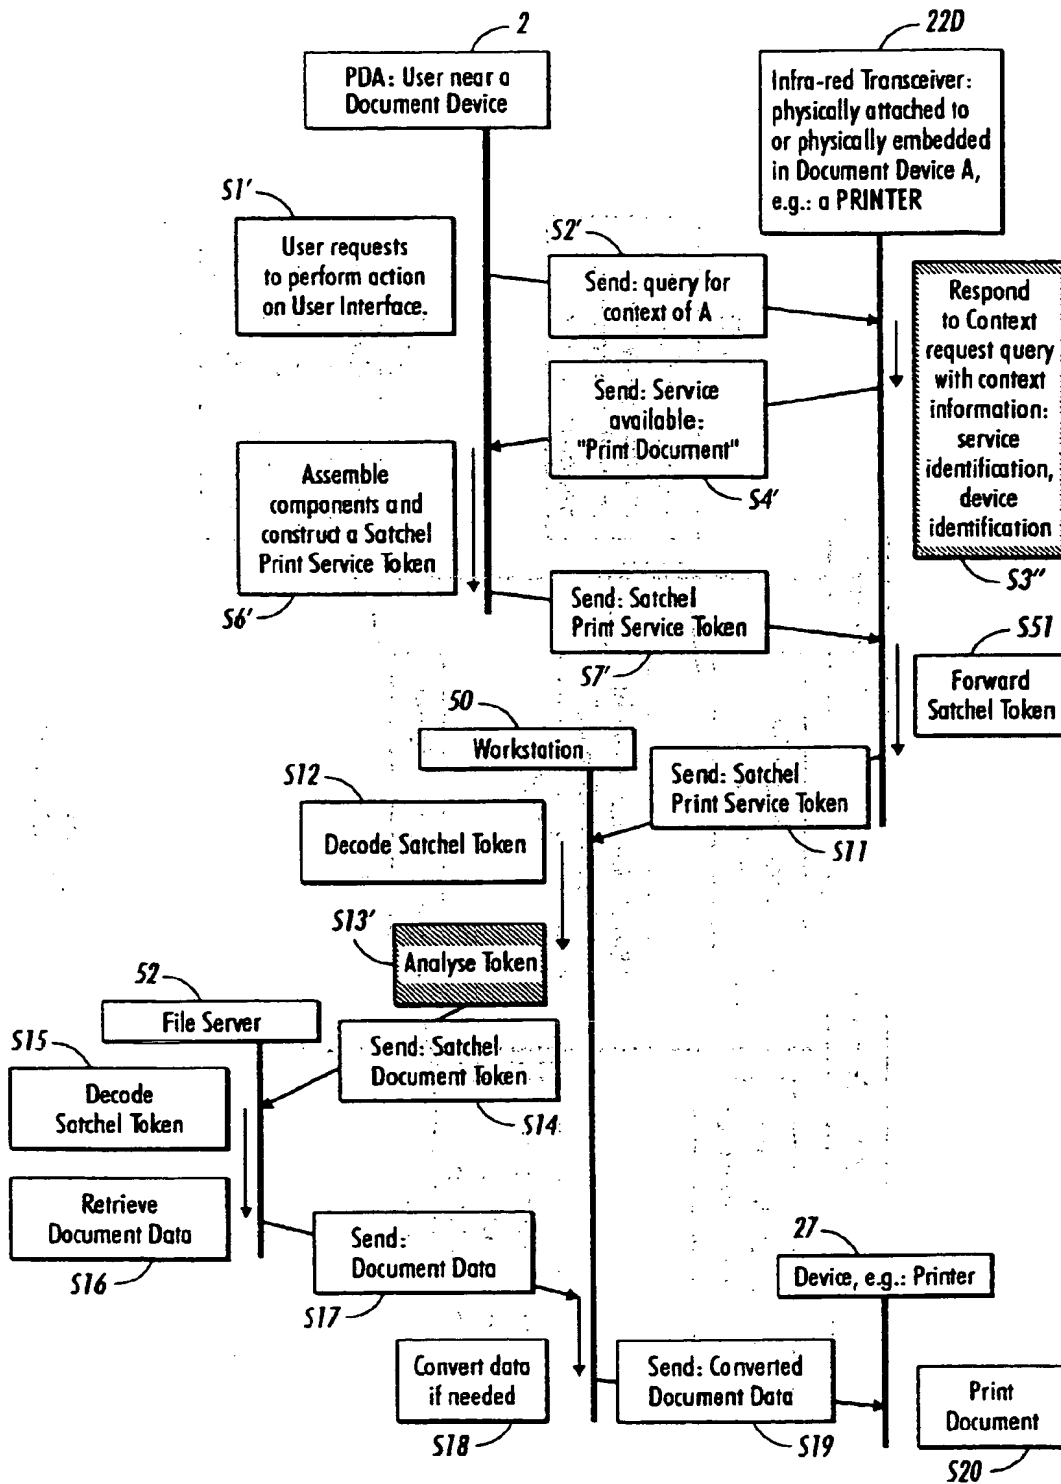 2
PDA: User near a
Document Device
22D
Infra-red Transceiver:
physically attached to
or physically embedded
in Document Device A,
e.g.: a PRINTER
S1'
User requests
to perform action
on User Interface.
S2'
Send: query for
context of A
Respond
to Context
request query
with context
information:
service
identification,
device
identification
S3''
Send: Service
available:
"Print Document"
S4'
Assemble
components and
construct a Satchel
Print Service Token
S6'
Send: Satchel
Print Service Token
S7'
S51
Forward
Satchel Token
50
Workstation
Send: Satchel
Print Service Token
S11
S12
Decode Satchel Token
S13'
Analyse Token
52
File Server
Send: Satchel
Document Token
S14
S15
Decode
Satchel Token
Retrieve
Document Data
S16
Send:
Document Data
S17
27
Device, e.g.: Printer
Convert data
if needed
S18
Send: Converted
Document Data
S19
Print
Document
S20